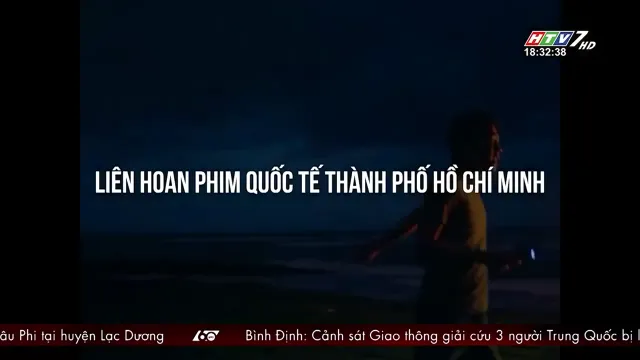 HTV7 HD
18:32:38
LIÊN HOAN PHIM QUỐC TẾ THÀNH PHỐ HỒ CHÍ MINH
âu Phi tại huyện Lạc Dương 60 Bình Định: Cảnh sát Giao thông giải cứu 3 người Trung Quốc bị